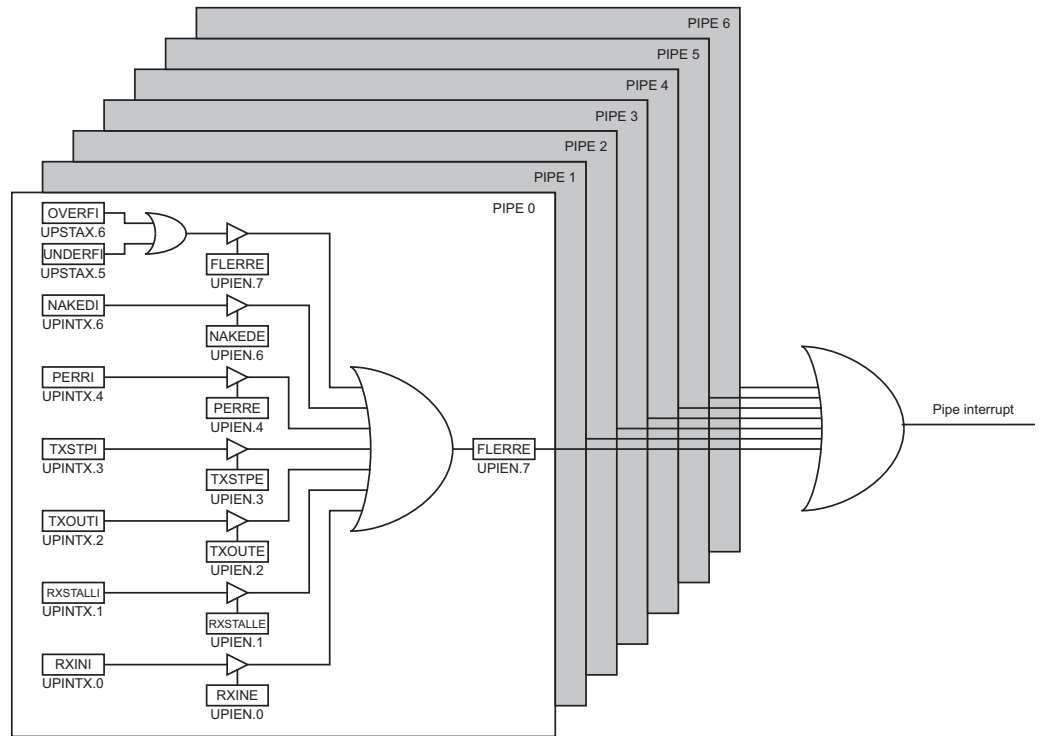 PIPE 6
PIPE 5
PIPE 4
PIPE 3
PIPE 2
PIPE 1
PIPE 0
OVERFI
UPSTAX.6
UNDERFI
UPSTAX.5
FLERRE
UPIEN.7
NAKEDI
UPINTX.6
NAKEDE
UPIEN.6
PERRI
UPINTX.4
PERRE
UPIEN.4
TXSTPI
UPINTX.3
TXSTPE
UPIEN.3
TXOUTI
UPINTX.2
TXOUTE
UPIEN.2
RXSTALLI
UPINTX.1
RXSTALLE
UPIEN.1
RXINI
UPINTX.0
RXINE
UPIEN.0
FLERRE
UPIEN.7
Pipe interrupt